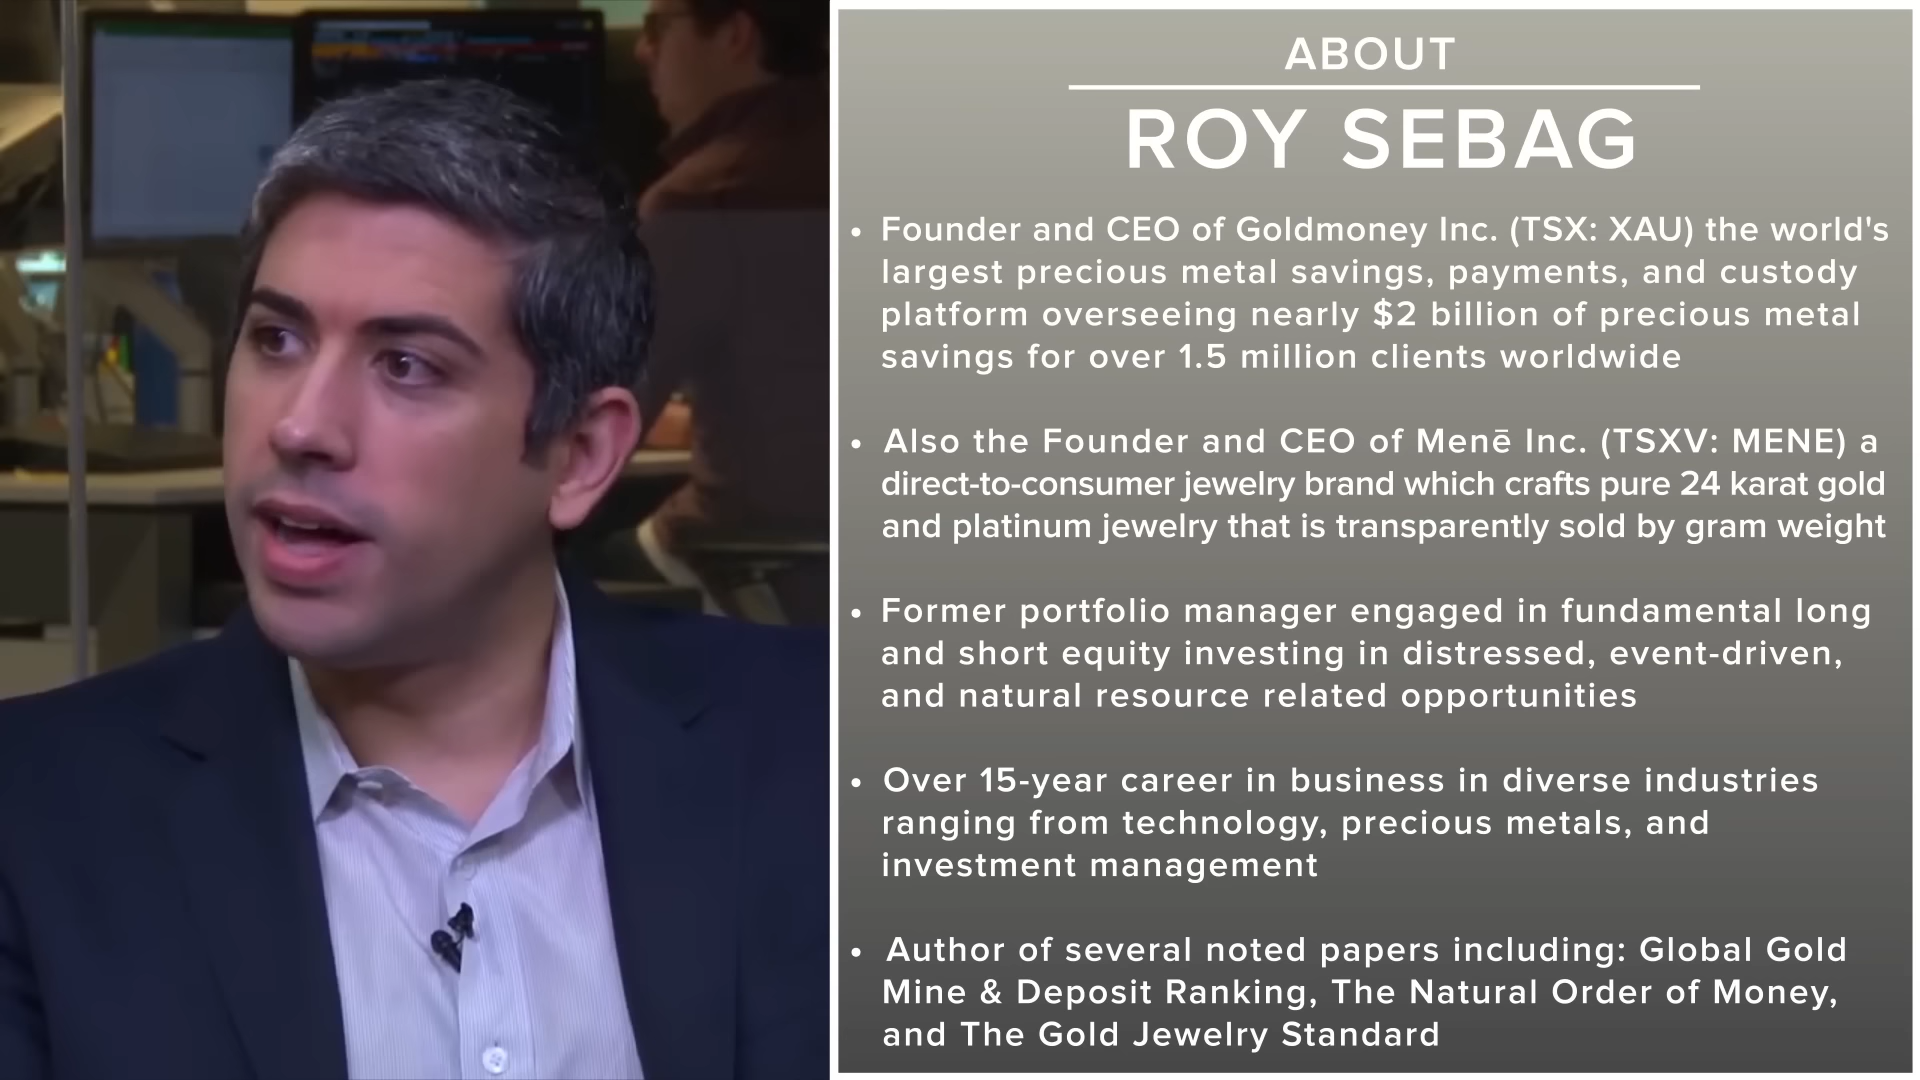 ABOUT
ROY SEBAG
• Founder and CEO of Goldmoney Inc. (TSX: XAU) the world's
largest precious metal savings, payments, and custody
platform overseeing nearly $2 billion of precious metal
savings for over 1.5 million clients worldwide
• Also the Founder and CEO of Menē Inc. (TSXV: MENE) a
direct-to-consumer jewelry brand which crafts pure 24 karat gold
and platinum jewelry that is transparently sold by gram weight
• Former portfolio manager engaged in fundamental long
and short equity investing in distressed, event-driven,
and natural resource related opportunities
• Over 15-year career in business in diverse industries
ranging from technology, precious metals, and
investment management
• Author of several noted papers including: Global Gold
Mine & Deposit Ranking, The Natural Order of Money,
and The Gold Jewelry Standard